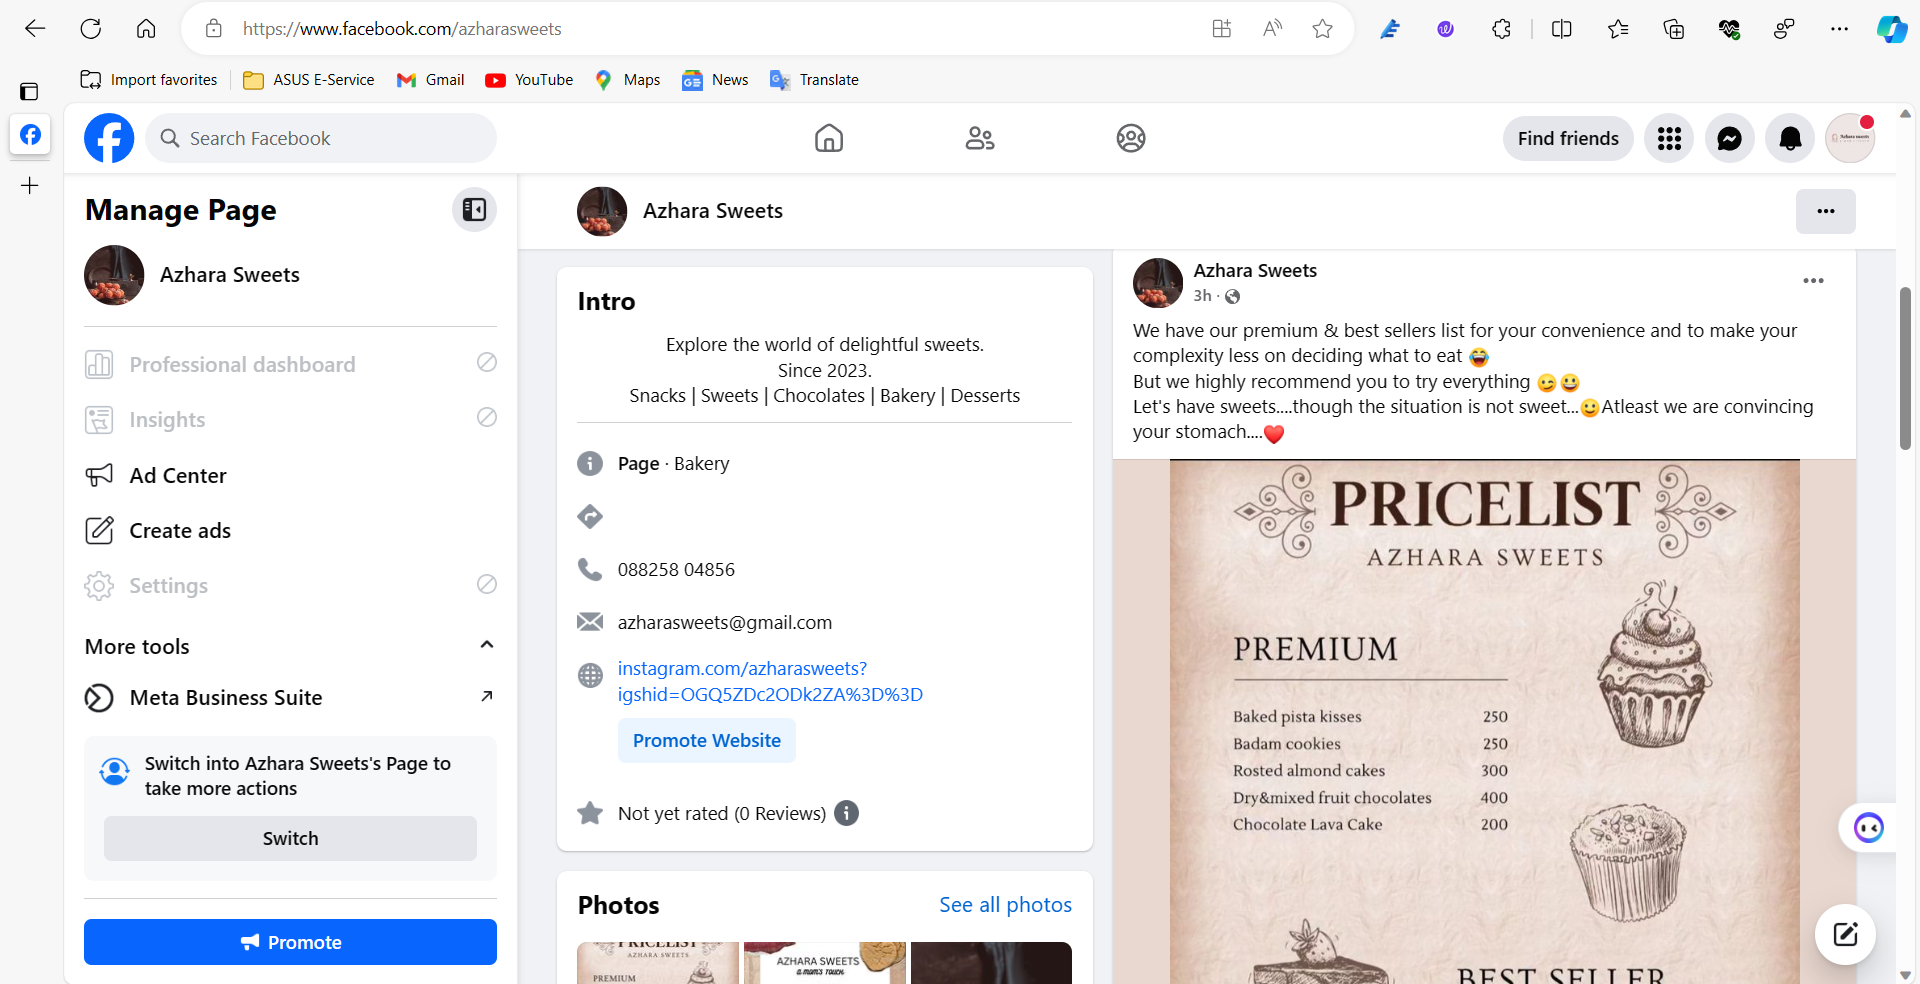 https://www.facebook.com/azharasweets
Import favorites
ASUS E-Service
Gmail
YouTube
Maps
News
Translate
Search Facebook
Find friends
Manage Page
Azhara Sweets
Professional dashboard
Insights
Ad Center
Create ads
Settings
More tools
Meta Business Suite
Switch into Azhara Sweets's Page to
take more actions
Switch
Promote
Azhara Sweets
Intro
Explore the world of delightful sweets.
Since 2023.
Snacks | Sweets | Chocolates | Bakery | Desserts
Page · Bakery
088258 04856
azharasweets@gmail.com
instagram.com/azharasweets?
igshid=OGQ5ZDc2ODk2ZA%3D%3D
Promote Website
Not yet rated (0 Reviews)
Photos
See all photos
PRICELIST
AZHARA SWEETS
PREMIUM
AZHARA SWEETS
A MOM'S TOUCH
Azhara Sweets
3h ·
We have our premium & best sellers list for your convenience and to make your
complexity less on deciding what to eat 😂
But we highly recommend you to try everything 😉😃
Let's have sweets....though the situation is not sweet...🙂Atleast we are convincing
your stomach....❤️
PRICELIST
AZHARA SWEETS
PREMIUM
Baked pista kisses 250
Badam cookies 250
Rosted almond cakes 300
Dry&mixed fruit chocolates 400
Chocolate Lava Cake 200
BEST SELLER